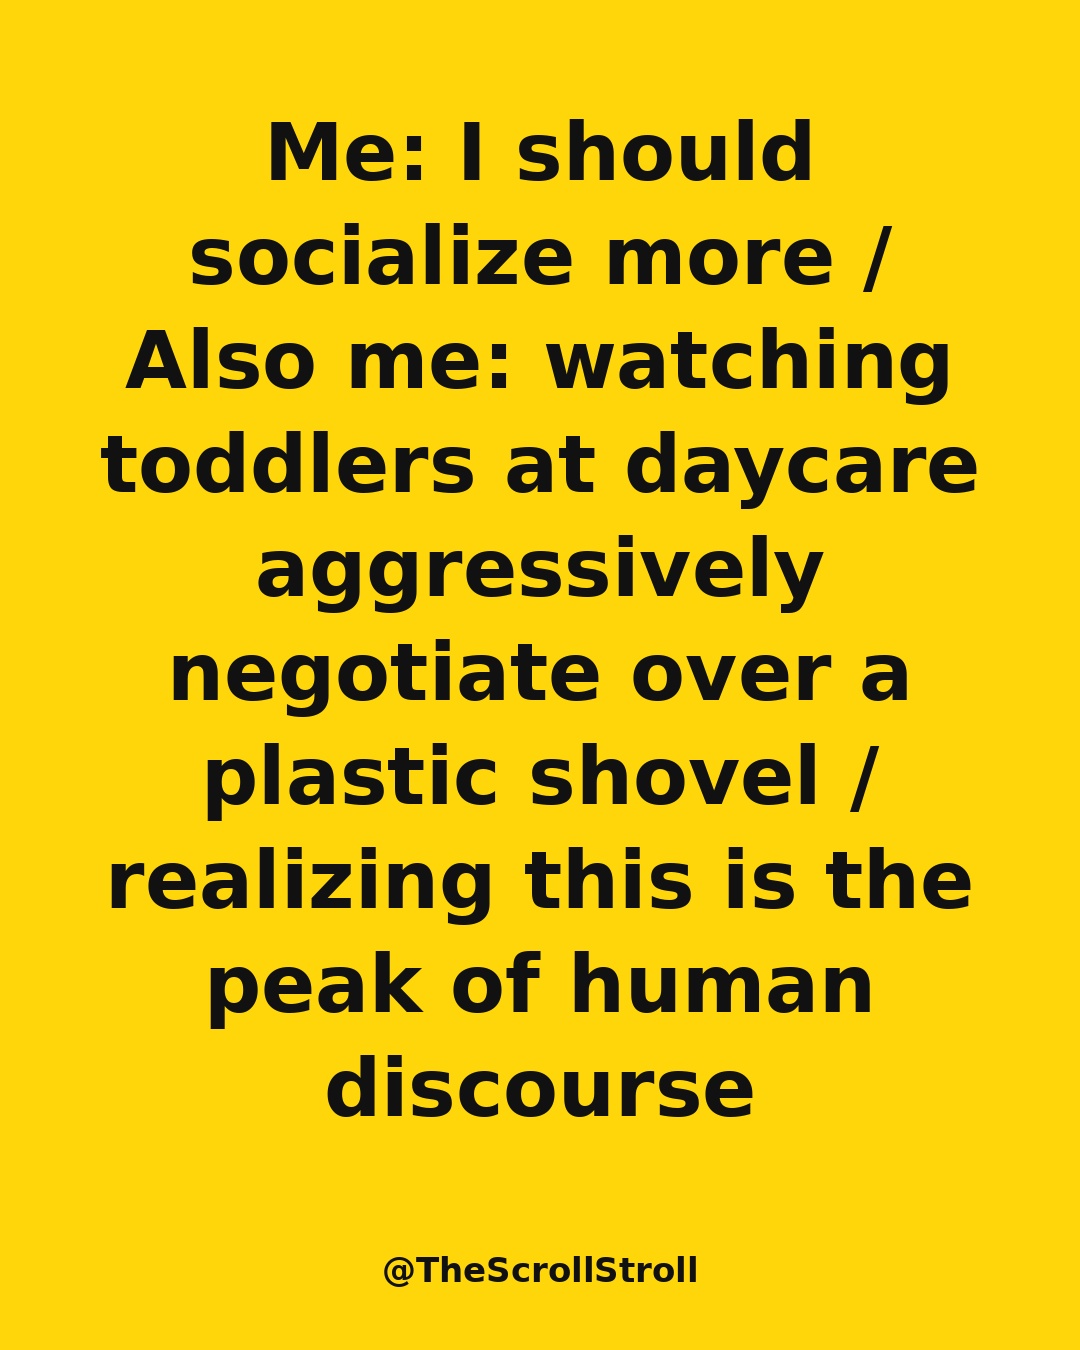 Me: I should
socialize more /
Also me: watching
toddlers at daycare
aggressively
negotiate over a
plastic shovel /
realizing this is the
peak of human
discourse
@TheScrollStroll